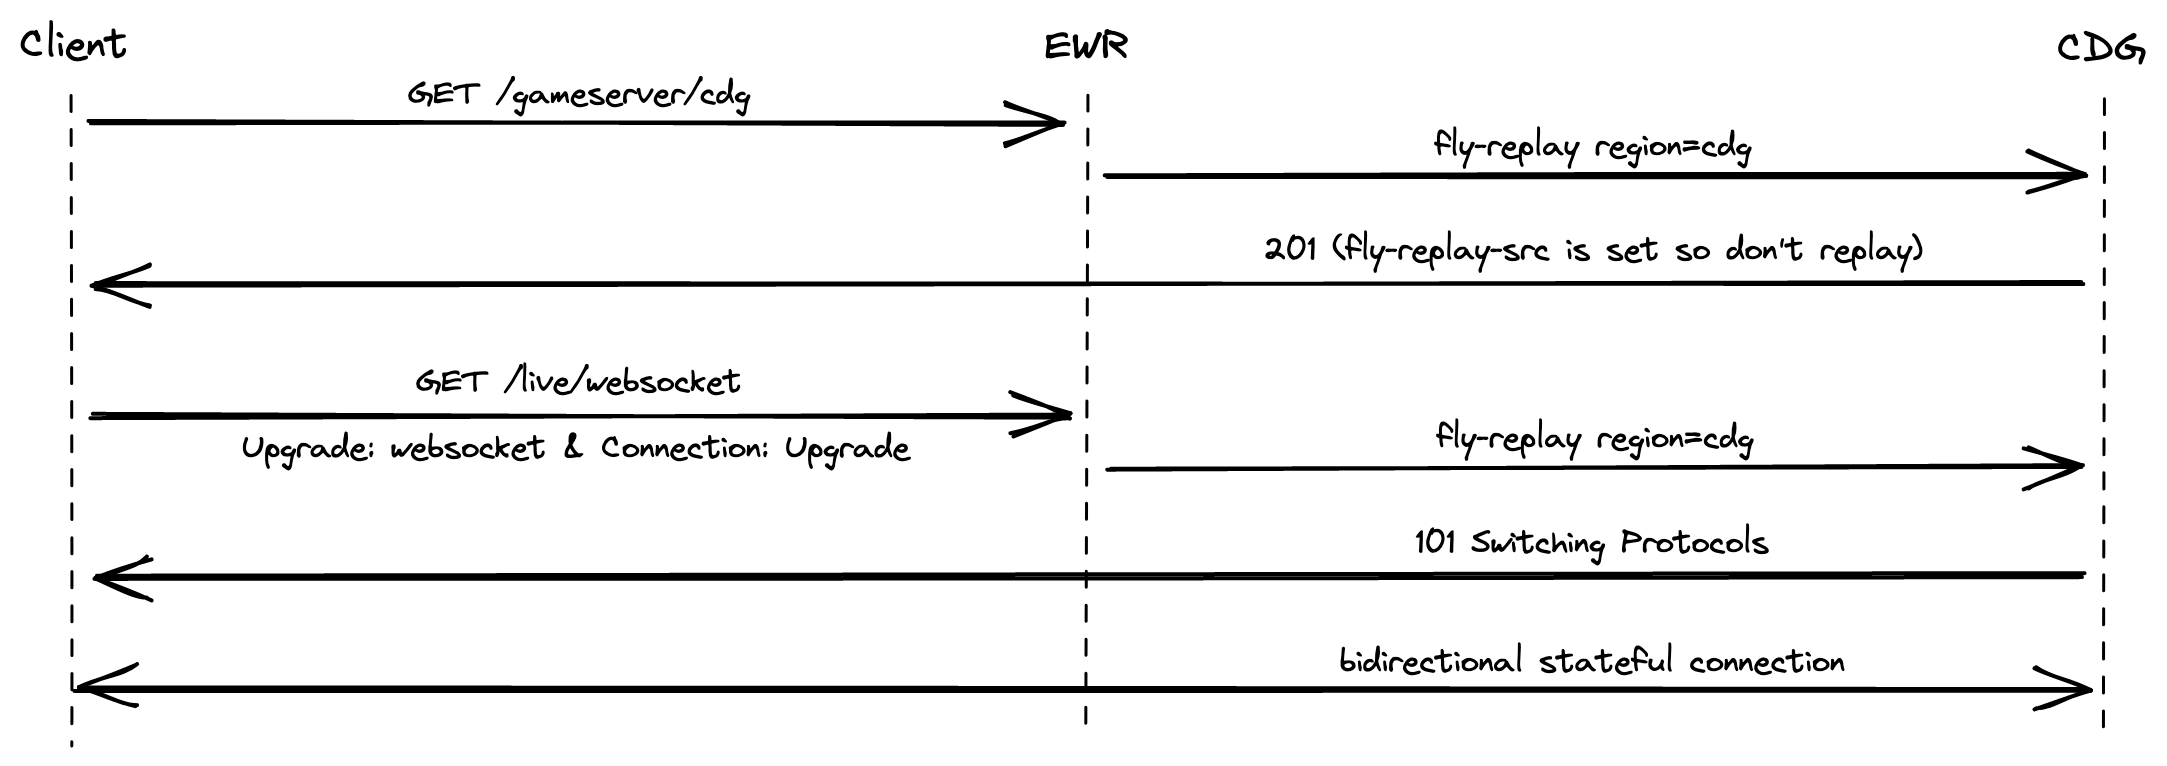 Client
EWR
CDG
GET /gameserver/cdg
fly-replay region=cdg
201 (fly-replay-src is set so don't replay)
GET /live/websocket
Upgrade: websocket & Connection: Upgrade
fly-replay region=cdg
101 Switching Protocols
bidirectional stateful connection